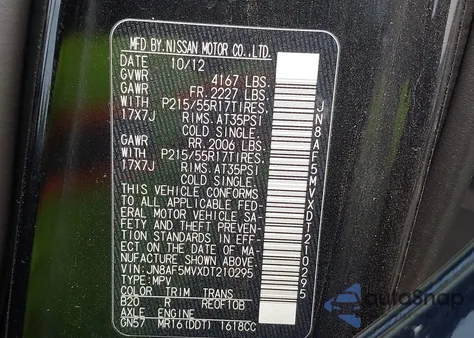 MFD.BY.NISSAN MOTOR CO.,LTD.
DATE 10/12
GVWR 4167 LBS.
GAWR FR. 2227 LBS.
WITH P215/55R17TIRES.
17X7J RIMS. AT35PSI
COLD SINGLE.
GAWR RR. 2006 LBS.
WITH P215/55R17TIRES.
17X7J RIMS. AT35PSI
COLD SINGLE.
THIS VEHICLE CONFORMS
TO ALL APPLICABLE FED-
ERAL MOTOR VEHICLE SA-
FETY AND THEFT PREVEN-
TION STANDARDS IN EFF-
ECT ON THE DATE OF MA-
NUFACTURE SHOWN ABOVE
VIN:JN8AF5MVXDT210295
TYPE:MPV
COLOR TRIM TRANS
B20 R RE0F10B
AXLE ENGINE
GN57 MR16(DDT) 1618CC
JN8AF5MVXDT210295
AutoSnap